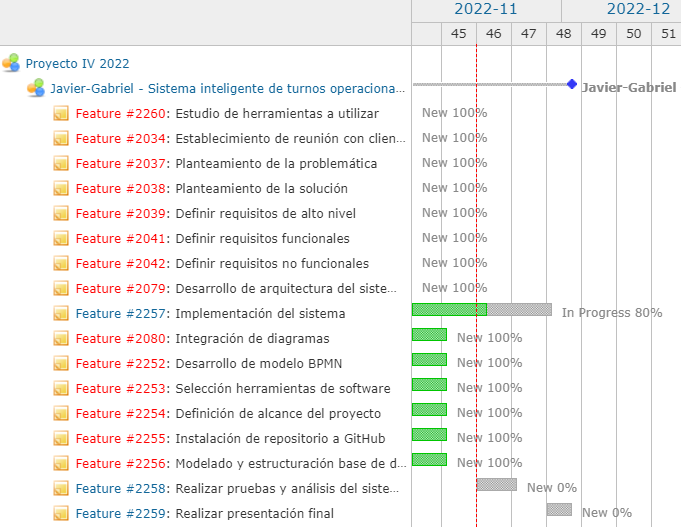 2022-11 2022-12
45 46 47 48 49 50 51
Proyecto IV 2022
Javier-Gabriel - Sistema inteligente de turnos operaciona... Javier-Gabriel
Feature #2260: Estudio de herramientas a utilizar New 100%
Feature #2034: Establecimiento de reunión con clien... New 100%
Feature #2037: Planteamiento de la problemática New 100%
Feature #2038: Planteamiento de la solución New 100%
Feature #2039: Definir requisitos de alto nivel New 100%
Feature #2041: Definir requisitos funcionales New 100%
Feature #2042: Definir requisitos no funcionales New 100%
Feature #2079: Desarrollo de arquitectura del siste... New 100%
Feature #2257: Implementación del sistema In Progress 80%
Feature #2080: Integración de diagramas New 100%
Feature #2252: Desarrollo de modelo BPMN New 100%
Feature #2253: Selección herramientas de software New 100%
Feature #2254: Definición de alcance del proyecto New 100%
Feature #2255: Instalación de repositorio a GitHub New 100%
Feature #2256: Modelado y estructuración base de d... New 100%
Feature #2258: Realizar pruebas y análisis del siste... New 0%
Feature #2259: Realizar presentación final New 0%